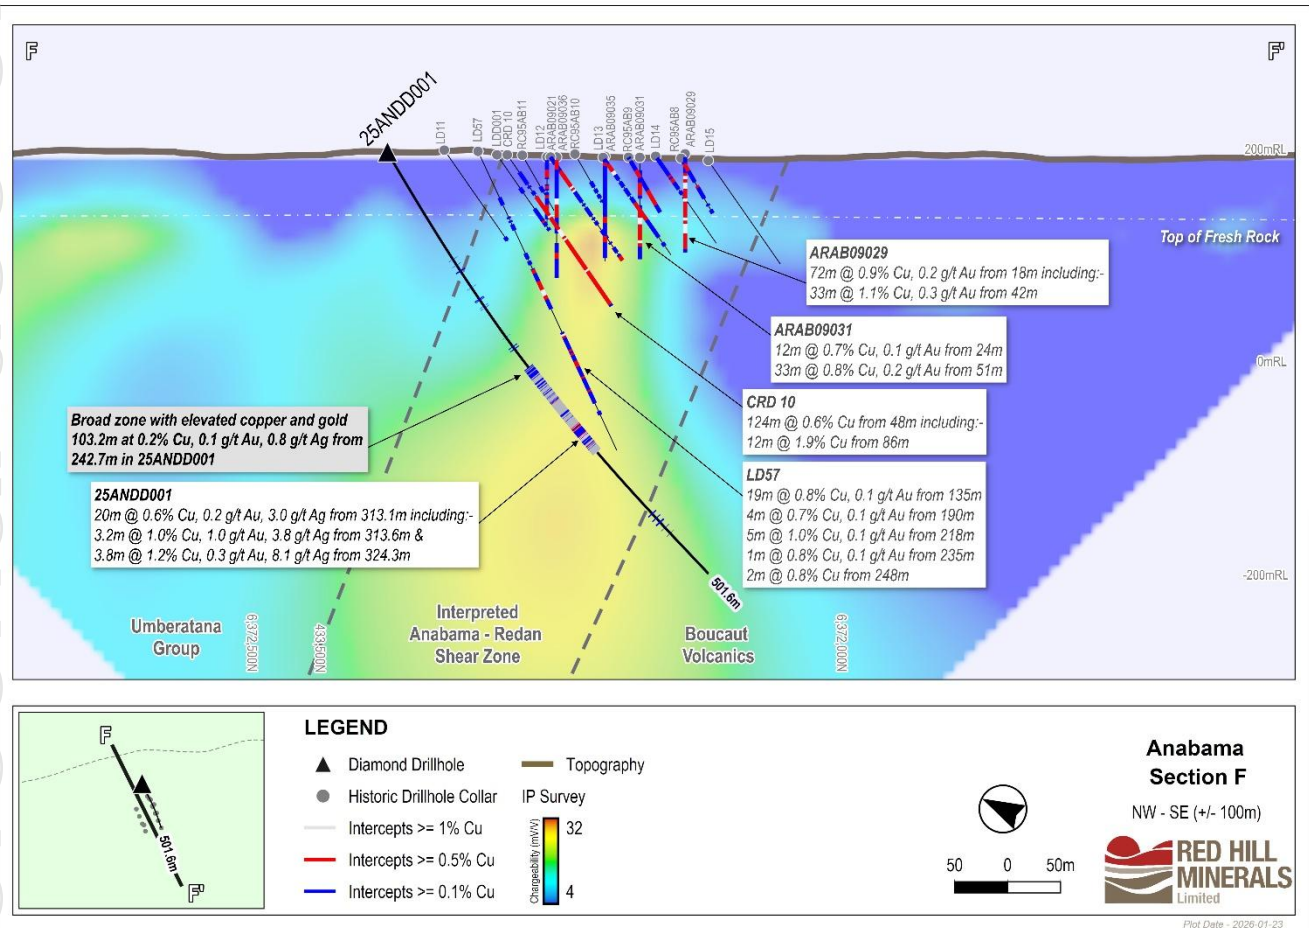 F
F'
25ANDD001
LD11
LD57
LDD001
CRD 10
RC95AB11
LD12
ARAB09021
ARAB09036
RC95AB10
LD13
ARAB09035
RC95AB9
ARAB09031
LD14
RC95AB8
ARAB09029
LD15
200mRL
Top of Fresh Rock
ARAB09029
72m @ 0.9% Cu, 0.2 g/t Au from 18m including:-
33m @ 1.1% Cu, 0.3 g/t Au from 42m
ARAB09031
12m @ 0.7% Cu, 0.1 g/t Au from 24m
33m @ 0.8% Cu, 0.2 g/t Au from 51m
0mRL
CRD 10
124m @ 0.6% Cu from 48m including:-
12m @ 1.9% Cu from 86m
Broad zone with elevated copper and gold
103.2m at 0.2% Cu, 0.1 g/t Au, 0.8 g/t Ag from
242.7m in 25ANDD001
LD57
19m @ 0.8% Cu, 0.1 g/t Au from 135m
4m @ 0.7% Cu, 0.1 g/t Au from 190m
5m @ 1.0% Cu, 0.1 g/t Au from 218m
1m @ 0.8% Cu, 0.1 g/t Au from 235m
2m @ 0.8% Cu from 248m
25ANDD001
20m @ 0.6% Cu, 0.2 g/t Au, 3.0 g/t Ag from 313.1m including:-
3.2m @ 1.0% Cu, 1.0 g/t Au, 3.8 g/t Ag from 313.6m &
3.8m @ 1.2% Cu, 0.3 g/t Au, 8.1 g/t Ag from 324.3m
-200mRL
501.6m
Umberatana
Group
6372500N
433500N
Interpreted
Anabama - Redan
Shear Zone
Boucaut
Volcanics
6372000N
F
501.6m
F'
LEGEND
Diamond Drillhole
Historic Drillhole Collar
Intercepts >= 1% Cu
Intercepts >= 0.5% Cu
Intercepts >= 0.1% Cu
Topography
IP Survey
Chargeability (mV/V)
32
4
50 0 50m
Anabama
Section F
NW - SE (+/- 100m)
RED HILL
MINERALS
Limited
Plot Date - 2026-01-23